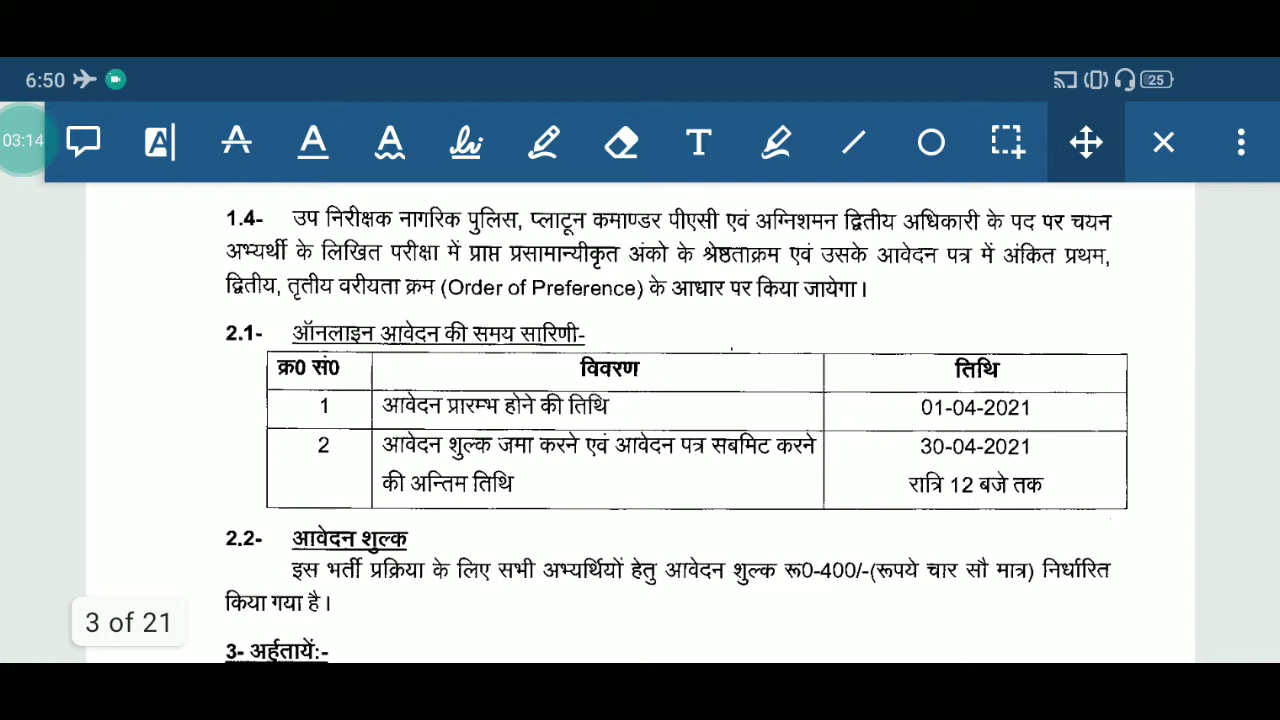 6:50
25
03:14
1.4- उप निरीक्षक नागरिक पुलिस, प्लाटून कमाण्डर पीएसी एवं अग्निशमन द्वितीय अधिकारी के पद पर चयन
अभ्यर्थी के लिखित परीक्षा में प्राप्त प्रसामान्यीकृत अंको के श्रेष्ठताक्रम एवं उसके आवेदन पत्र में अंकित प्रथम,
द्वितीय, तृतीय वरीयता क्रम (Order of Preference) के आधार पर किया जायेगा।
2.1- ऑनलाइन आवेदन की समय सारिणी-
क्र0 सं0 विवरण तिथि
1 आवेदन प्रारम्भ होने की तिथि 01-04-2021
2 आवेदन शुल्क जमा करने एवं आवेदन पत्र सबमिट करने 30-04-2021
की अन्तिम तिथि रात्रि 12 बजे तक
2.2- आवेदन शुल्क
इस भर्ती प्रक्रिया के लिए सभी अभ्यर्थियों हेतु आवेदन शुल्क रू0-400/-(रूपये चार सौ मात्र) निर्धारित
किया गया है।
3 of 21
3- अर्हतायें:-